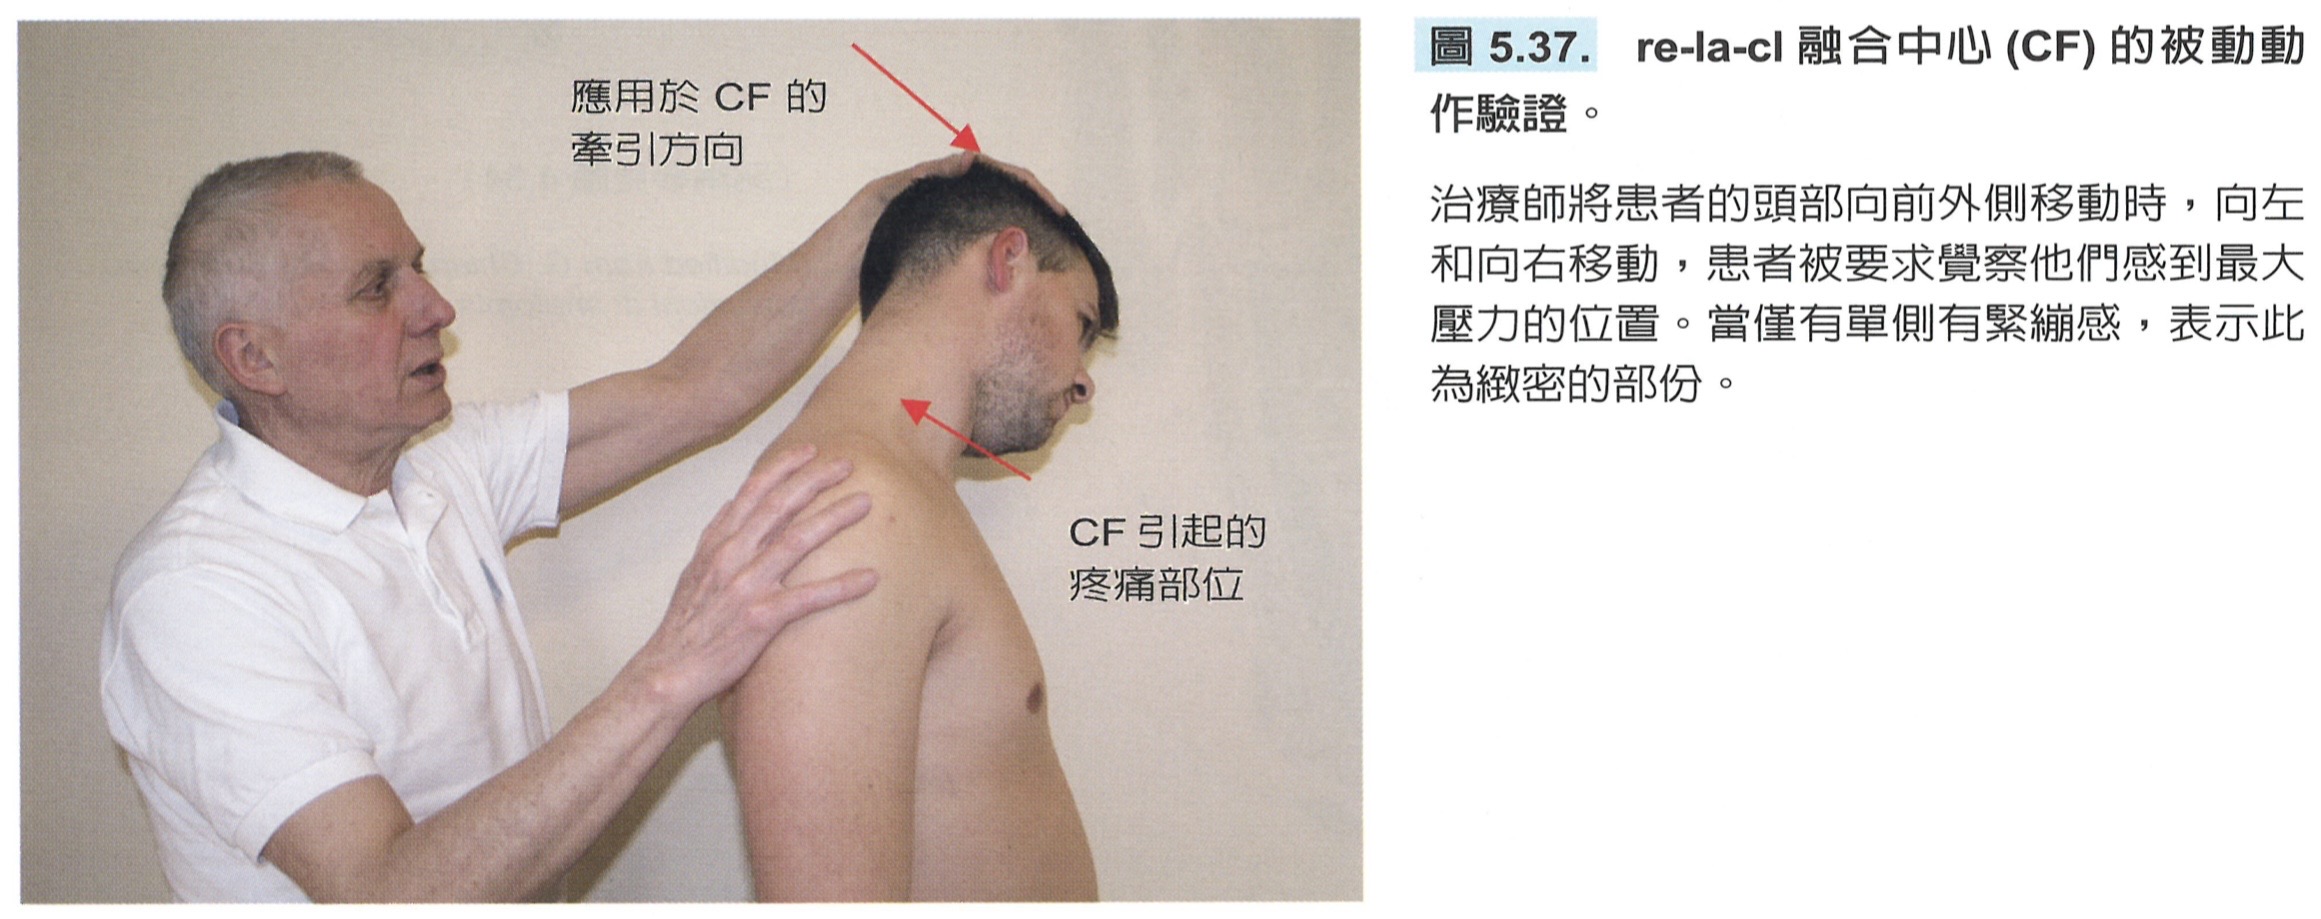 應用於 CF 的
牽引方向
CF 引起的
疼痛部位
圖 5.37. re-la-cl 融合中心 (CF) 的被動動
作驗證。
治療師將患者的頭部向前外側移動時，向左
和向右移動，患者被要求覺察他們感到最大
壓力的位置。當僅有單側有緊繃感，表示此
為緻密的部份。